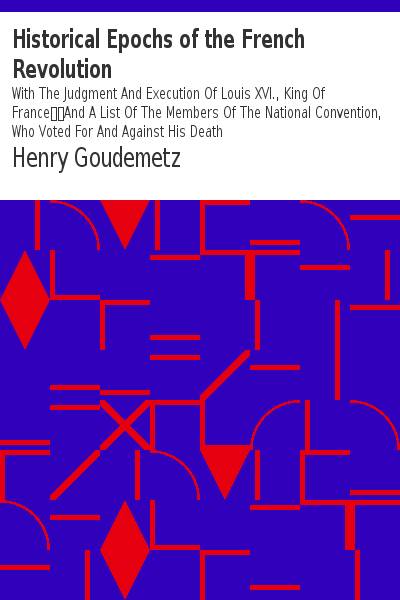 Historical Epochs of the French
Revolution
With The Judgment And Execution Of Louis XVI., King Of
France▯▯And A List Of The Members Of The National Convention,
Who Voted For And Against His Death
Henry Goudemetz